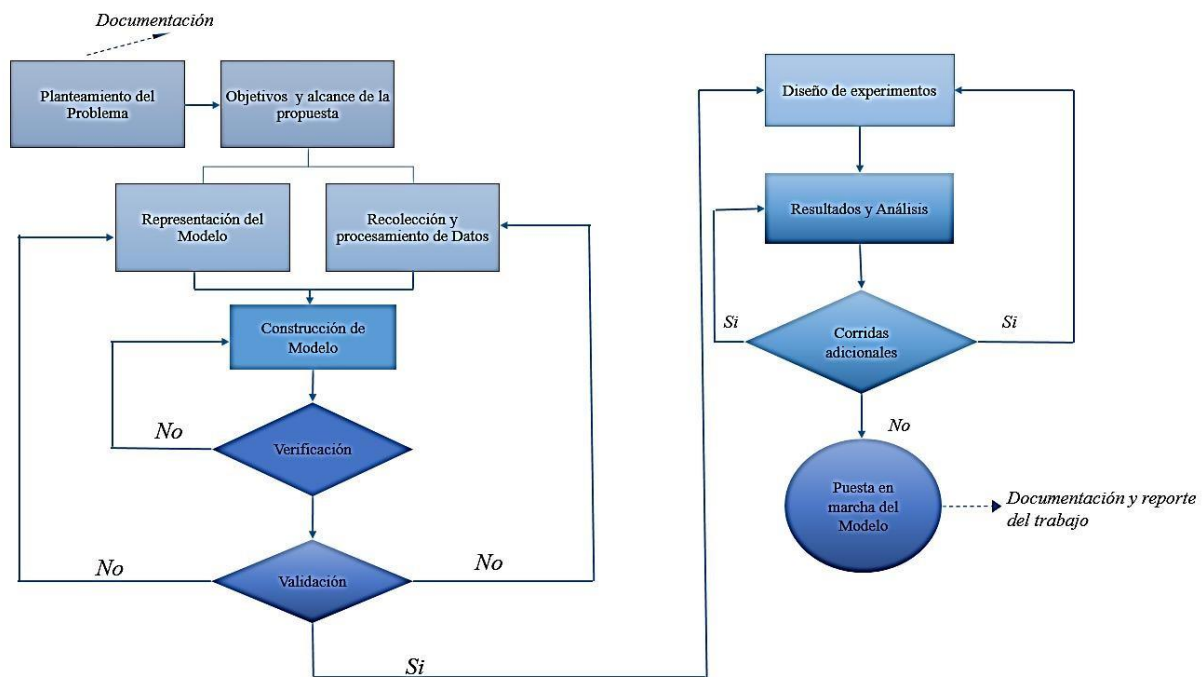 Documentación
Planteamiento del
Problema
Objetivos y alcance de la
propuesta
Representación del
Modelo
Recolección y
procesamiento de Datos
Construcción de
Modelo
No
Verificación
No
Validación
No
Si
Diseño de experimentos
Resultados y Análisis
Si
Corridas
adicionales
Si
No
Puesta en
marcha del
Modelo
Documentación y reporte
del trabajo